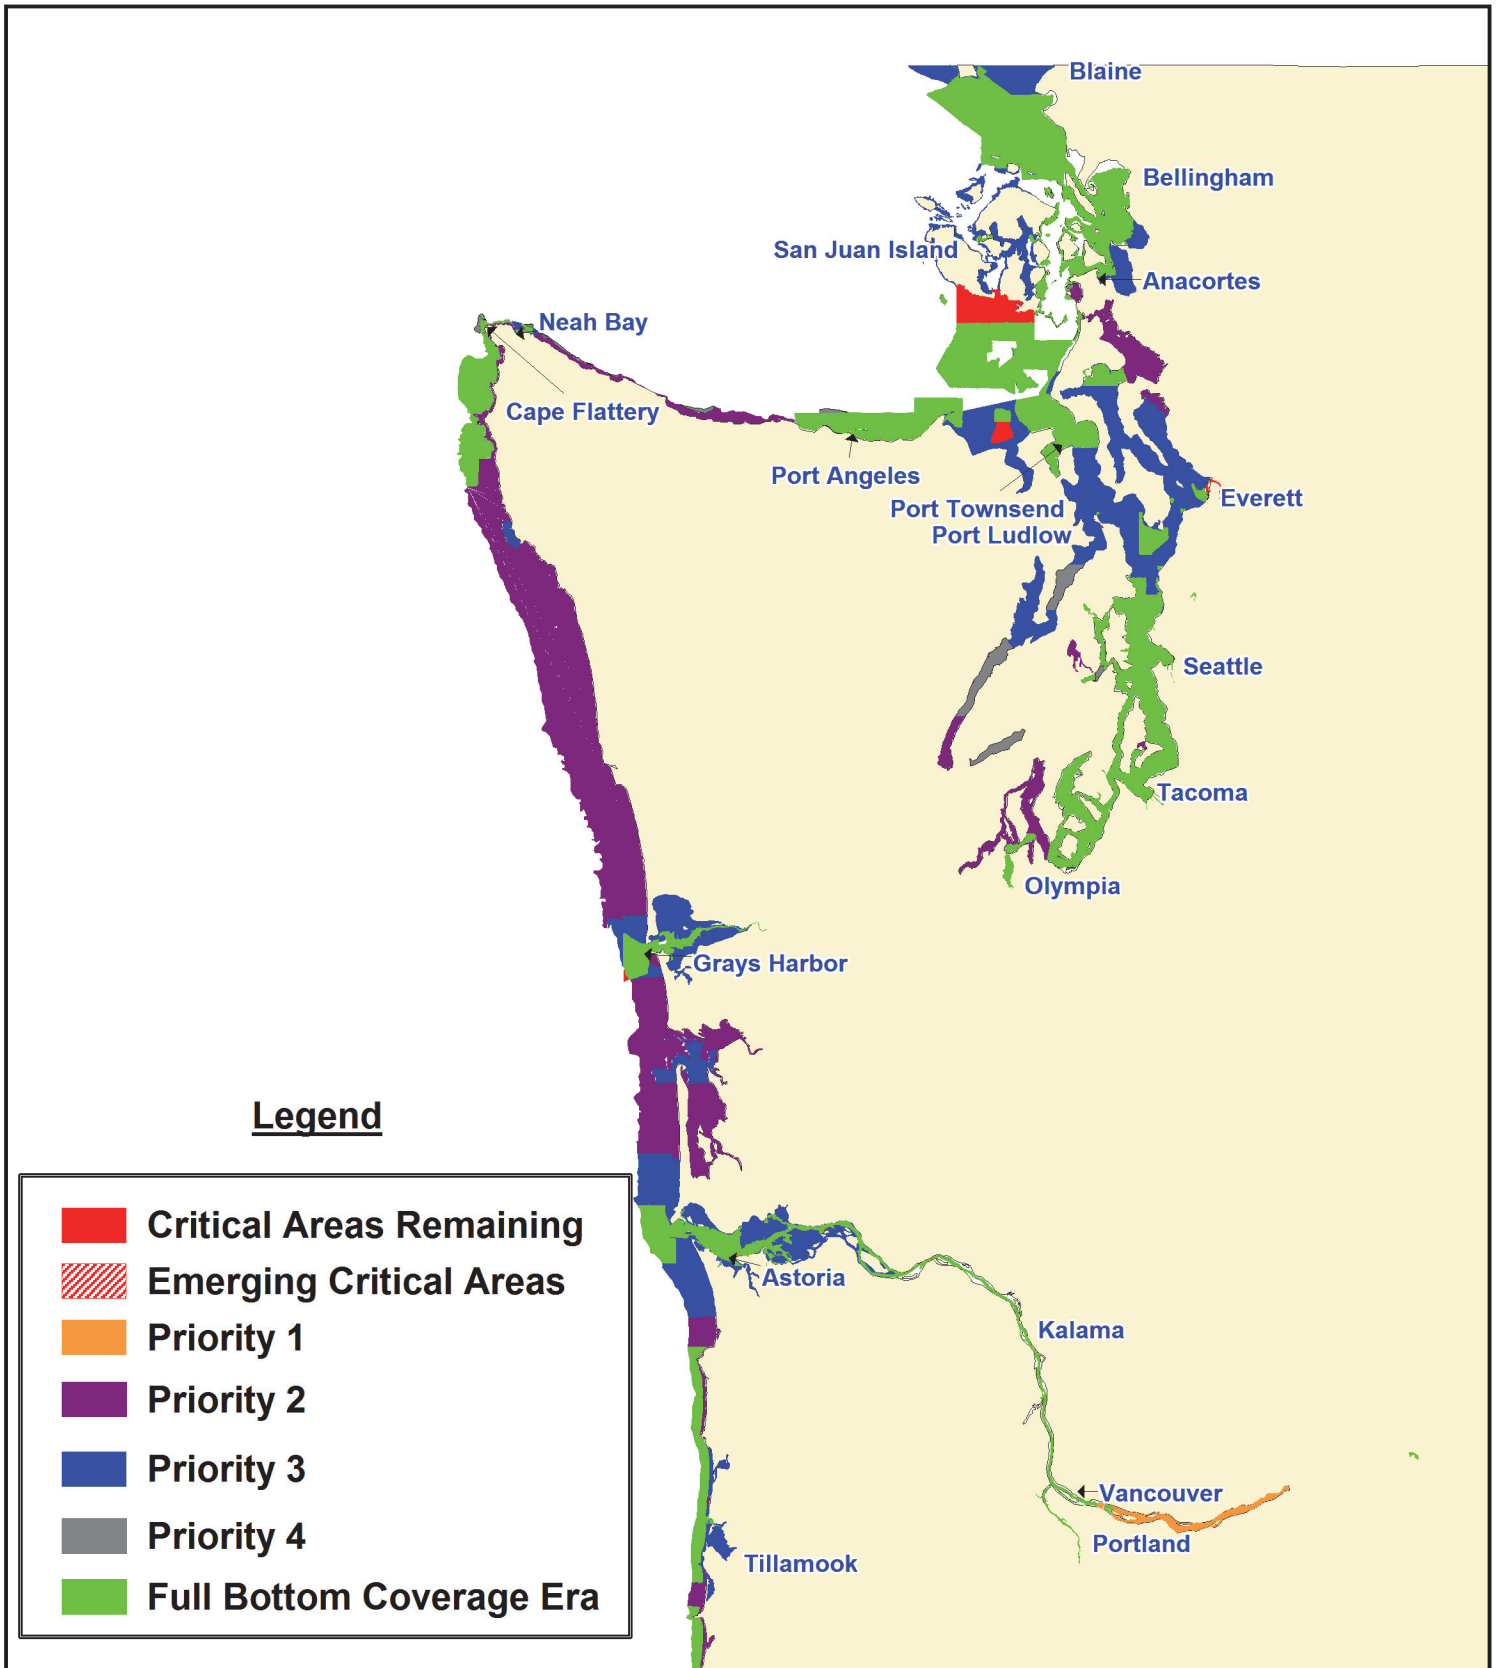 Blaine
Bellingham
San Juan Island
Anacortes
Neah Bay
Cape Flattery
Port Angeles
Everett
Port Townsend
Port Ludlow
Seattle
Tacoma
Olympia
Grays Harbor
Astoria
Kalama
Vancouver
Portland
Tillamook
Legend
Critical Areas Remaining
Emerging Critical Areas
Priority 1
Priority 2
Priority 3
Priority 4
Full Bottom Coverage Era